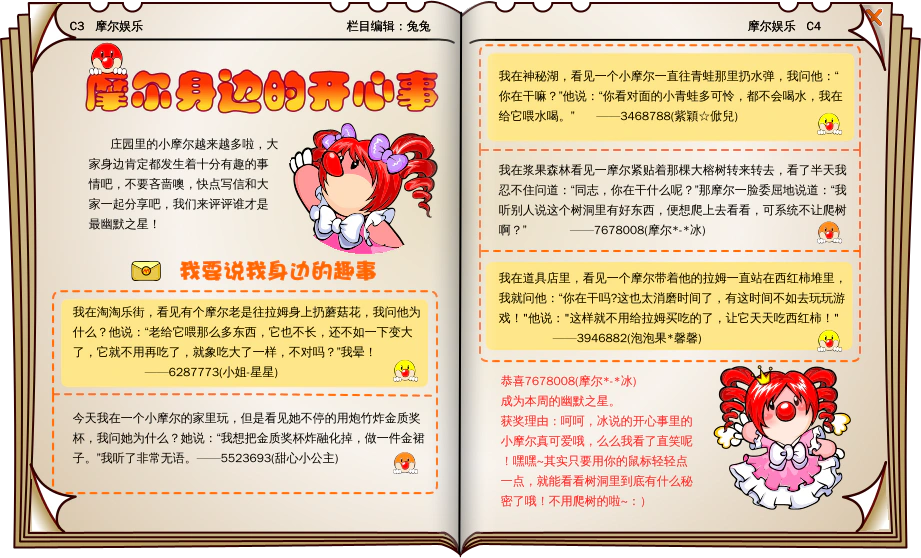 C3 摩尔娱乐
栏目编辑：兔兔
摩尔身边的开心事
庄园里的小摩尔越来越多啦，大
家身边肯定都发生着十分有趣的事
情吧，不要吝啬噢，快点写信和大
家一起分享吧，我们来评评谁才是
最幽默之星！
我要说我身边的趣事
我在淘淘乐街，看见有个摩尔老是往拉姆身上扔蘑菇花，我问他为
什么？他说：“老给它喂那么多东西，它也不长，还不如一下变大
了，它就不用再吃了，就象吃大了一样，不对吗？”我晕！
——6287773(小姐·星星)
今天我在一个小摩尔的家里玩，但是看见她不停的用炮竹炸金质奖
杯，我问她为什么？她说：“我想把金质奖杯炸融化掉，做一件金裙
子。”我听了非常无语。——5523693(甜心小公主)
摩尔娱乐 C4
我在神秘湖，看见一个小摩尔一直往青蛙那里扔水弹，我问他：“
你在干嘛？”他说：“你看对面的小青蛙多可怜，都不会喝水，我在
给它喂水喝。” ——3468788(紫穎☆俽兒)
我在浆果森林看见一摩尔紧贴着那棵大榕树转来转去，看了半天我
忍不住问道：“同志，你在干什么呢？”那摩尔一脸委屈地说道：“我
听别人说这个树洞里有好东西，便想爬上去看看，可系统不让爬树
啊？” ——7678008(摩尔*-*冰)
我在道具店里，看见一个摩尔带着他的拉姆一直站在西红柿堆里，
我就问他：“你在干吗?这也太消磨时间了，有这时间不如去玩玩游
戏！"他说："这样就不用给拉姆买吃的了，让它天天吃西红柿！"
——3946882(泡泡果*馨馨)
恭喜7678008(摩尔*-*冰)
成为本周的幽默之星。
获奖理由：呵呵，冰说的开心事里的
小摩尔真可爱哦，么么我看了直笑呢
！嘿嘿~其实只要用你的鼠标轻轻点
一点，就能看看树洞里到底有什么秘
密了哦！不用爬树的啦~：）